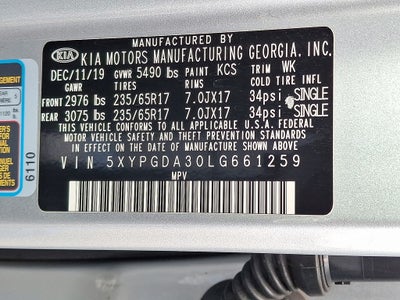 MANUFACTURED BY
KIA KIA MOTORS MANUFACTURING GEORGIA, INC.
DEC/11/19 GVWR 5490 lbs PAINT KCS TRIM WK
GAWR TIRES RIMS COLD TIRE INFL
FRONT 2976 lbs 235/65R17 7.0JX17 34psi, SINGLE
REAR 3075 lbs 235/65R17 7.0JX17 34psi, SINGLE
THIS VEHICLE CONFORMS TO ALL APPLICABLE U.S.A. FEDERAL
MOTOR VEHICLE SAFETY, BUMPER, AND THEFT PREVENTION STANDARDS
IN EFFECT ON THE DATE OF MANUFACTURE SHOWN ABOVE.
VIN 5XYPGDA30LG661259
MPV
6110